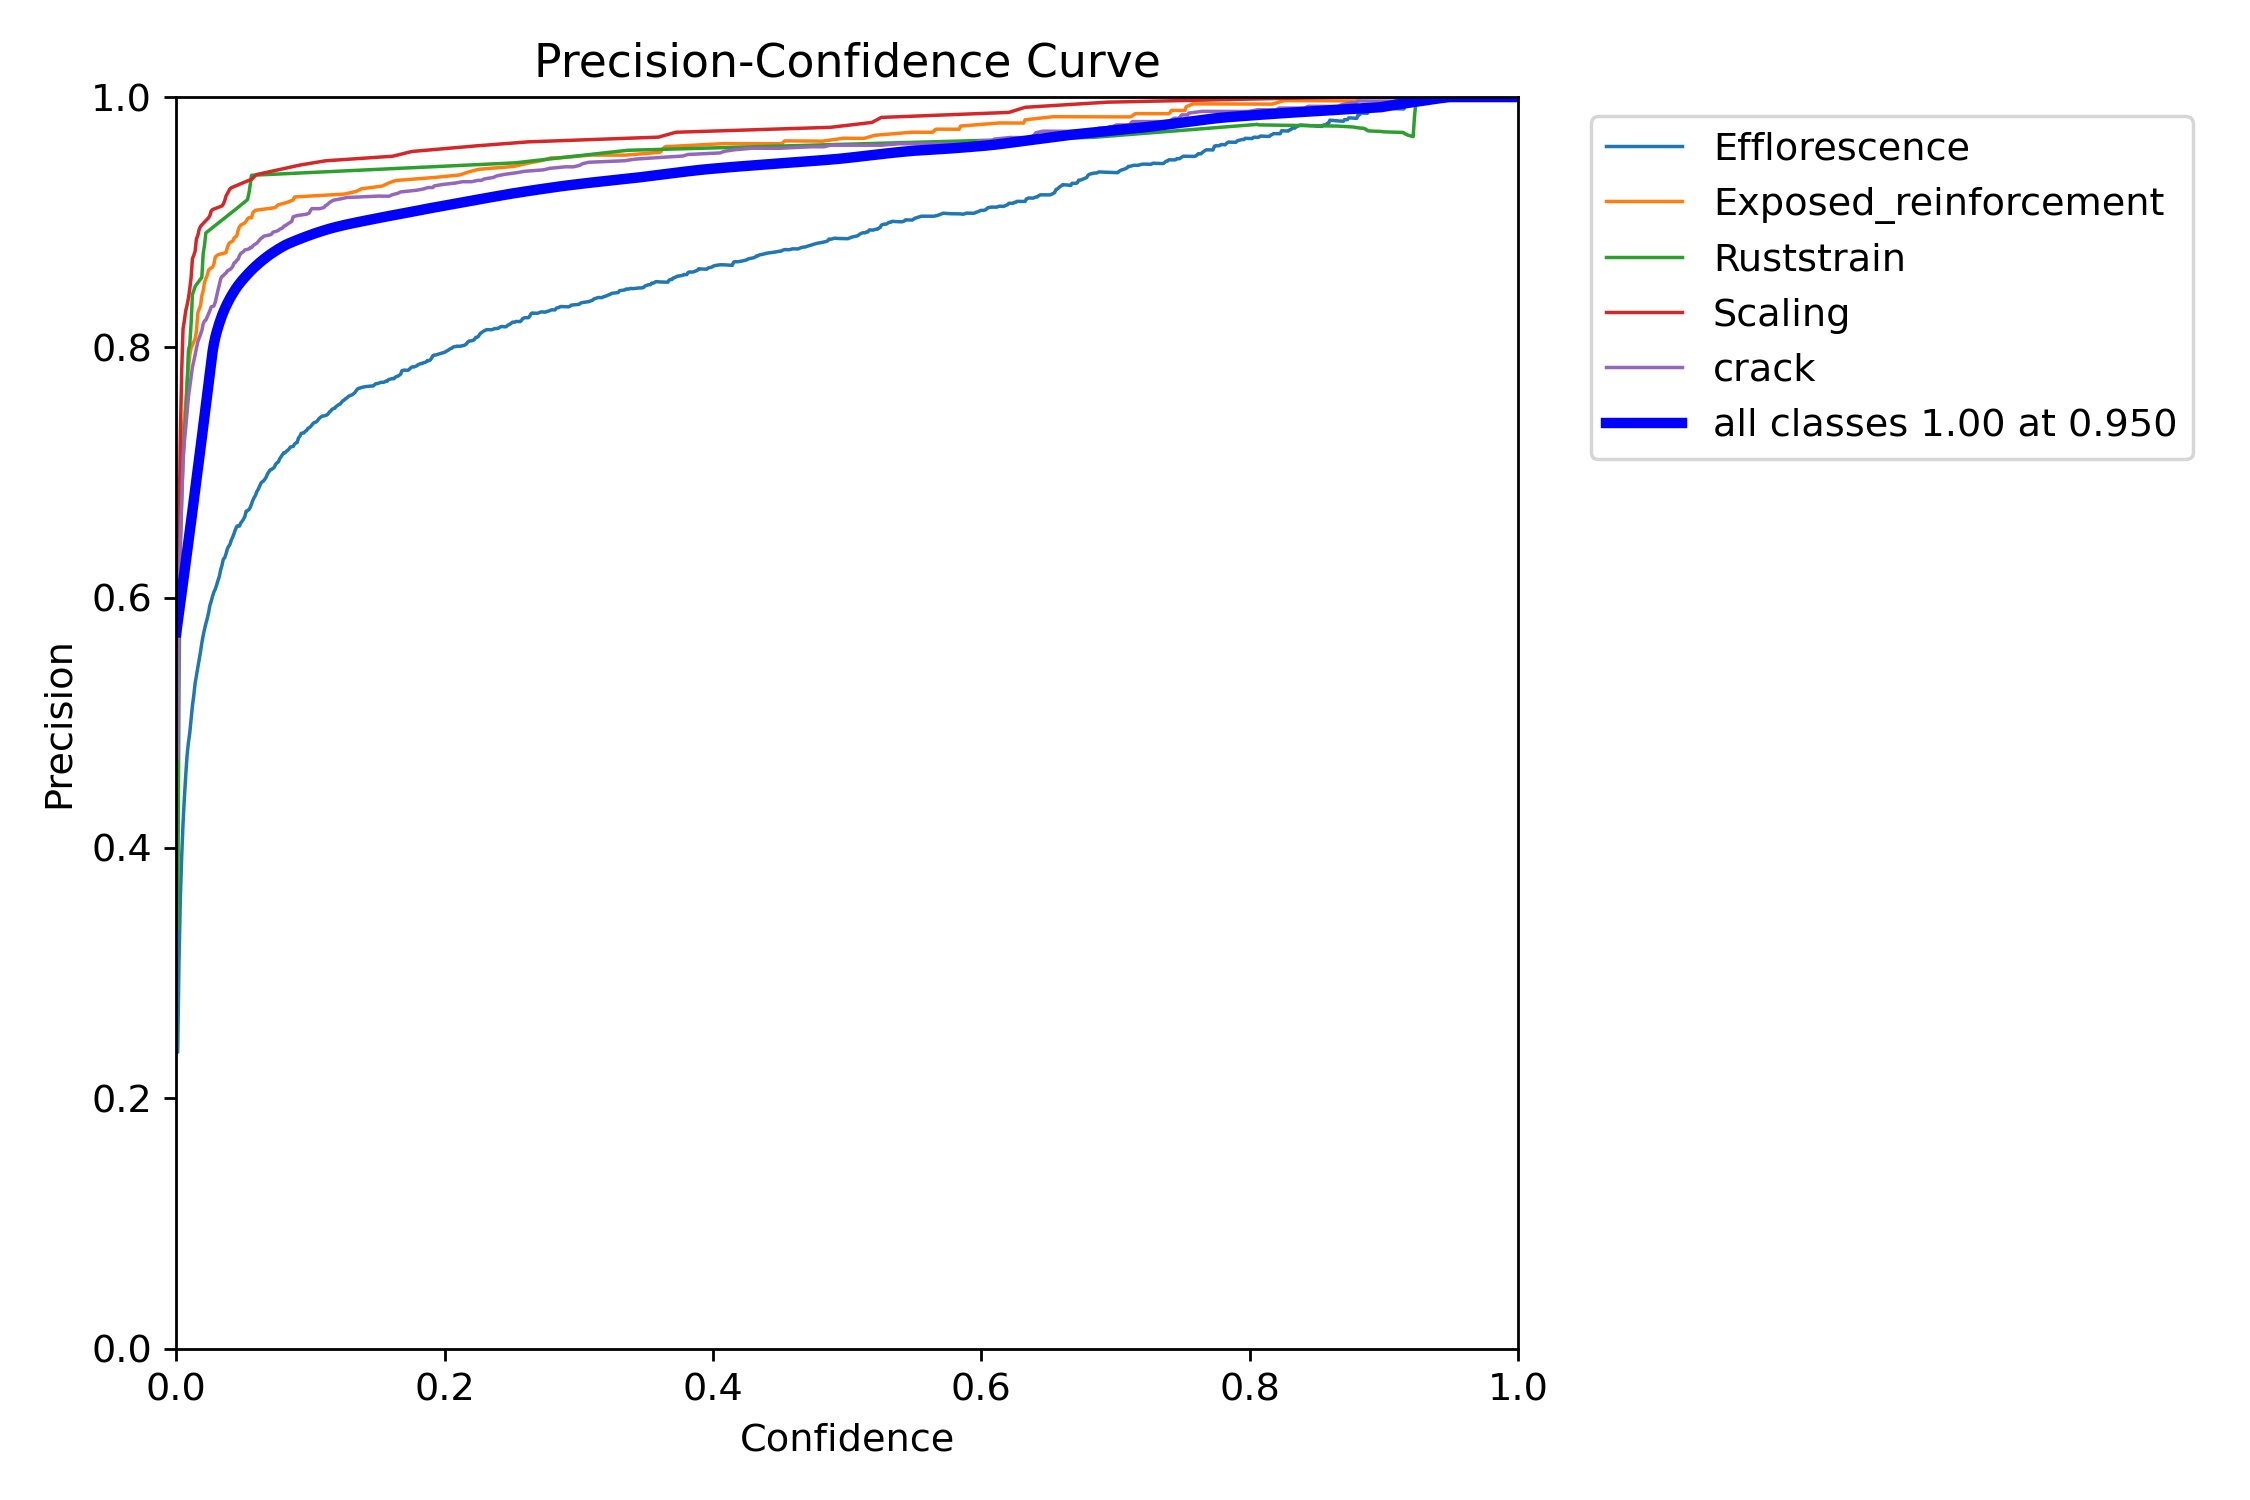 Precision-Confidence Curve
1.0
0.8
0.6
0.4
0.2
0.0
Precision
0.0 0.2 0.4 0.6 0.8 1.0
Confidence
Efflorescence
Exposed_reinforcement
Ruststrain
Scaling
crack
all classes 1.00 at 0.950